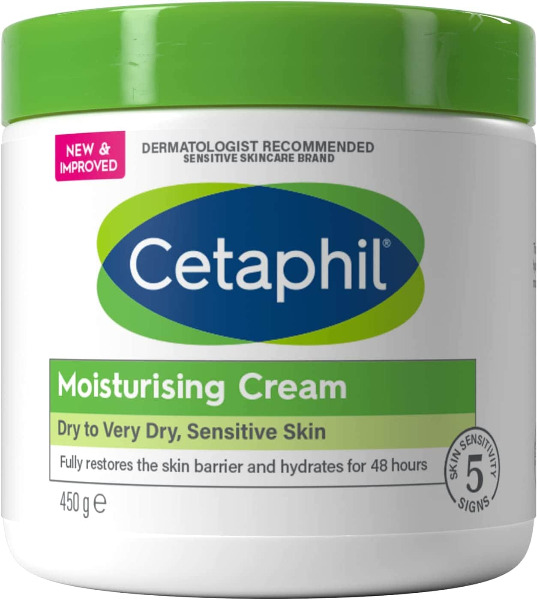 NEW &
IMPROVED
DERMATOLOGIST RECOMMENDED
SENSITIVE SKINCARE BRAND
Cetaphil®
Moisturising Cream
Dry to Very Dry, Sensitive Skin
Fully restores the skin barrier and hydrates for 48 hours
SKIN SENSITIVITY
5
SIGNS
450 g ℮